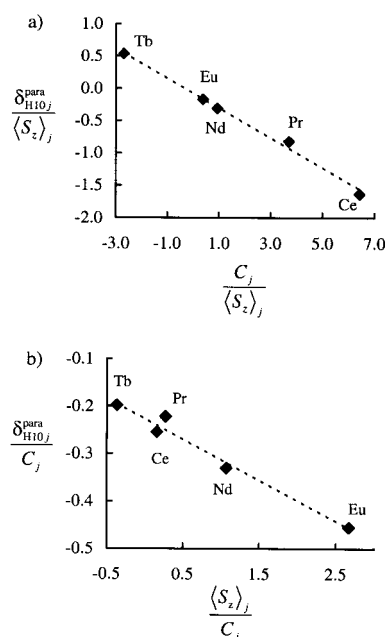 a)
δ^para_H10j / ⟨S_z⟩_j
1.0
0.5
0.0
-0.5
-1.0
-1.5
-2.0
Tb
Eu
Nd
Pr
Ce
-3.0 -1.0 1.0 3.0 5.0 7.0
C_j / ⟨S_z⟩_j
b)
δ^para_H10j / C_j
-0.1
-0.2
-0.3
-0.4
-0.5
Tb
Pr
Ce
Nd
Eu
-0.5 0.5 1.5 2.5
⟨S_z⟩_j / C_j